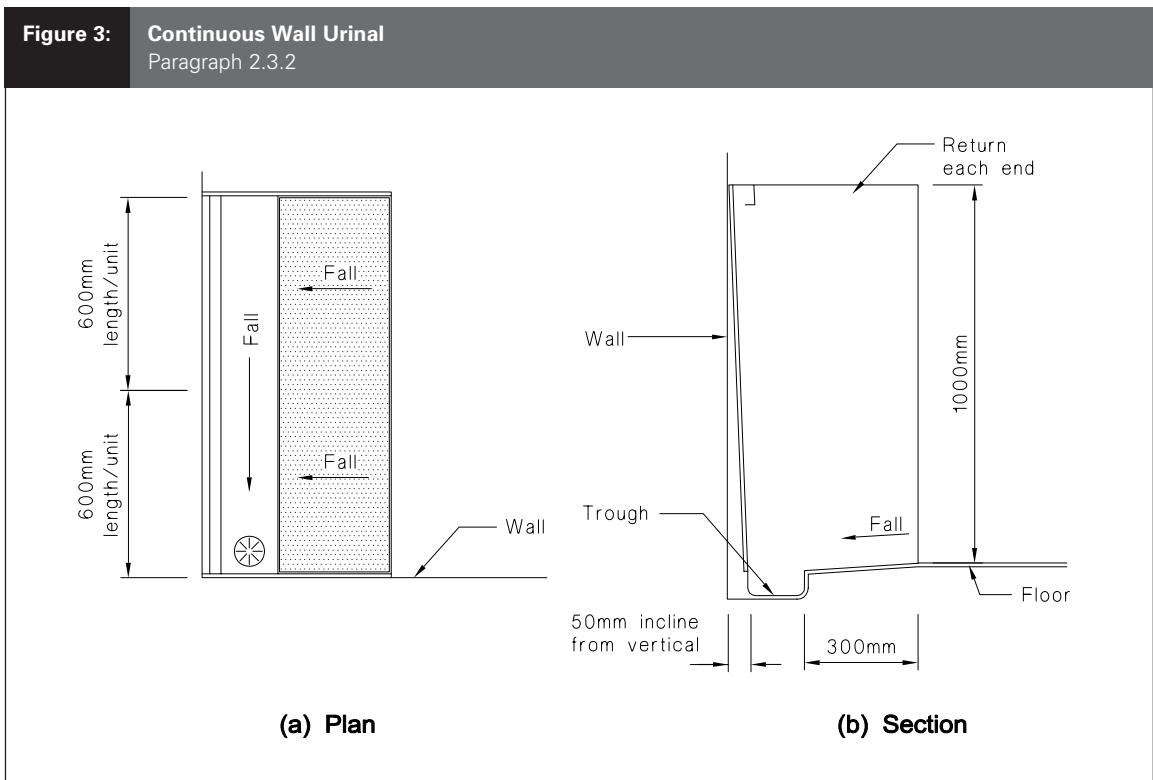 Figure 3:
Continuous Wall Urinal
Paragraph 2.3.2
600mm
length/unit
600mm
length/unit
Fall
Fall
Fall
Wall
(a) Plan
Return
each end
Wall
1000mm
Trough
Fall
Floor
50mm incline
from vertical
300mm
(b) Section